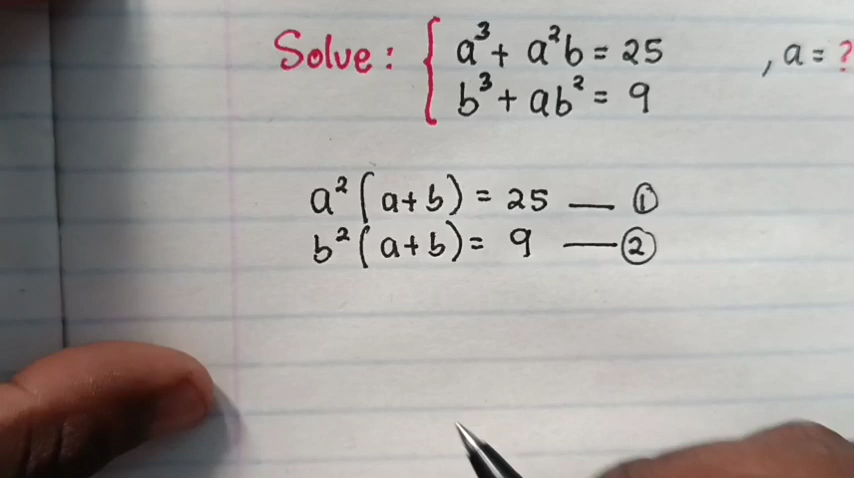 Solve: { a³ + a²b = 25 , a = ?
b³ + ab² = 9
a² (a+b) = 25 — ①
b² (a+b) = 9 — ②